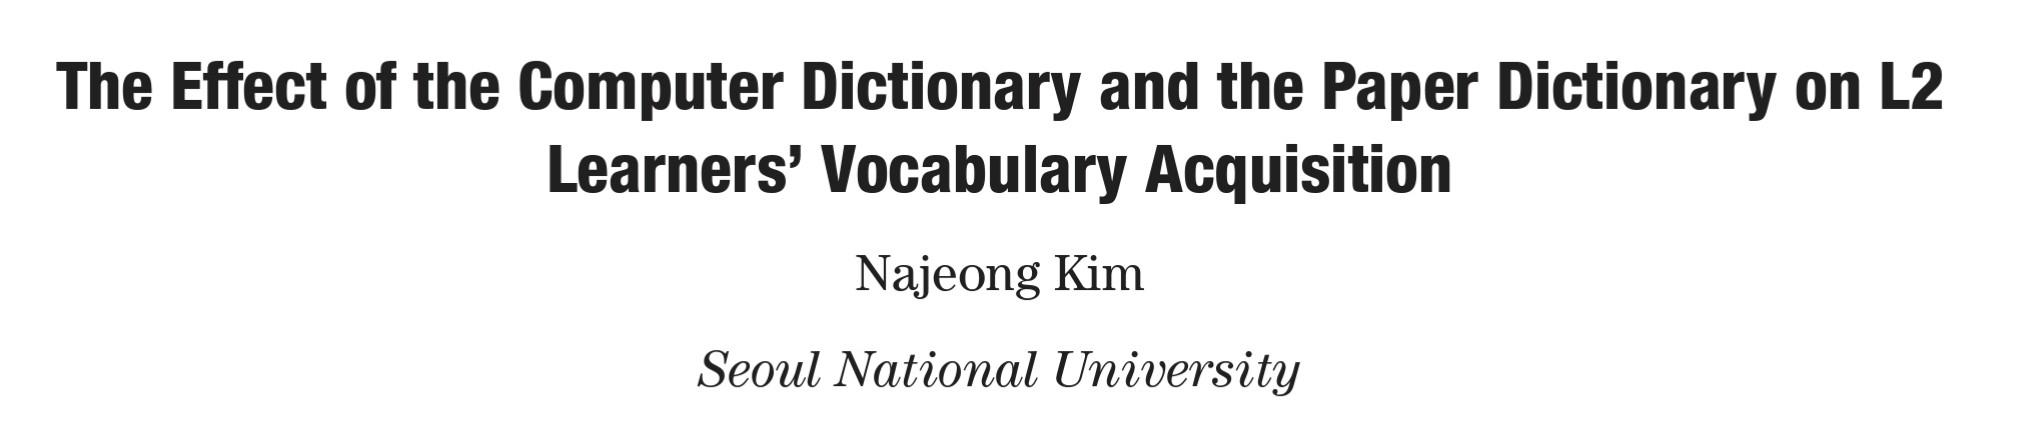 The Effect of the Computer Dictionary and the Paper Dictionary on L2
Learners’ Vocabulary Acquisition
Najeong Kim
Seoul National University